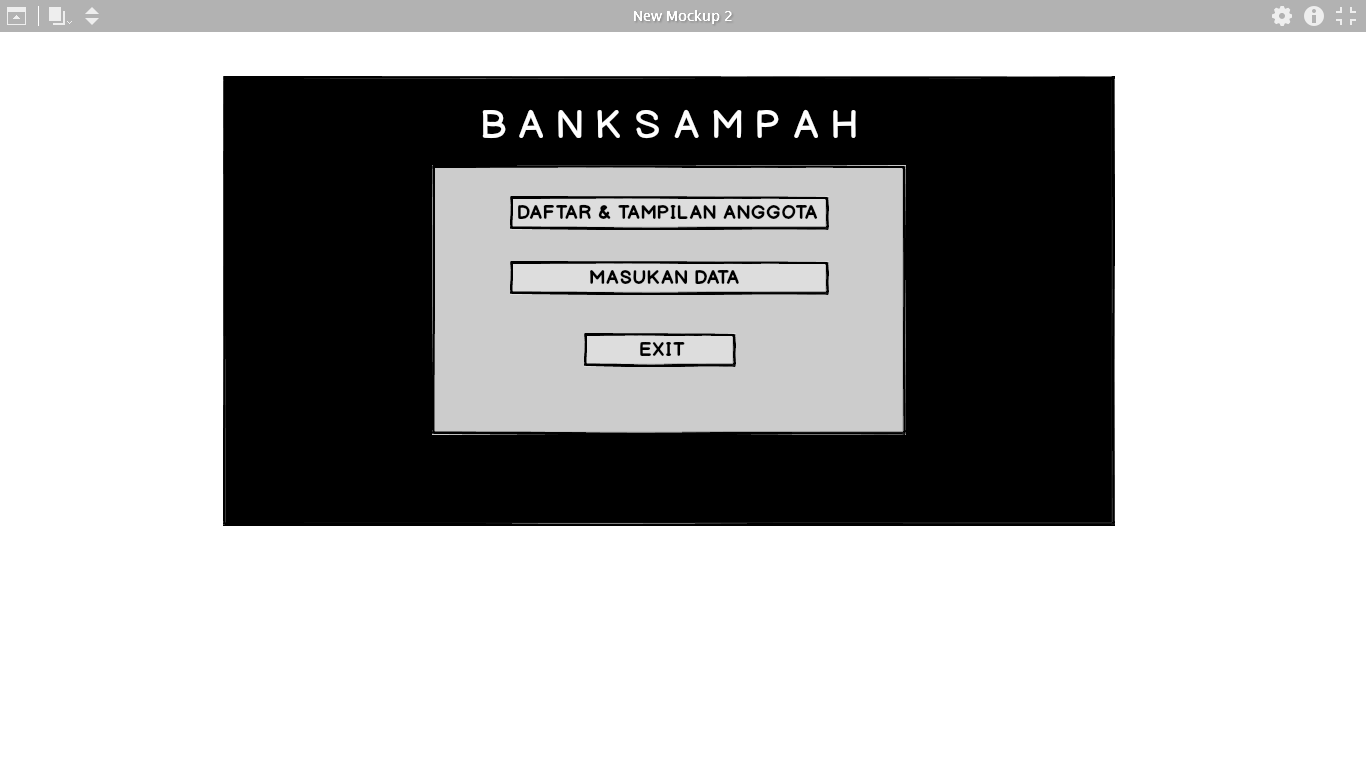 New Mockup 2
BANKSAMPAH
DAFTAR & TAMPILAN ANGGOTA
MASUKAN DATA
EXIT